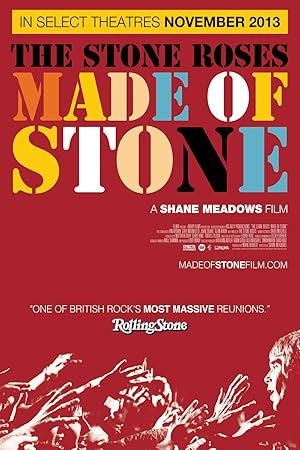 IN SELECT THEATRES NOVEMBER 2013
THE STONE ROSES
MADE OF
STONE
A SHANE MEADOWS FILM
MADEOFSTONEFILM.COM
"ONE OF BRITISH ROCK'S MOST MASSIVE REUNIONS."
RollingStone